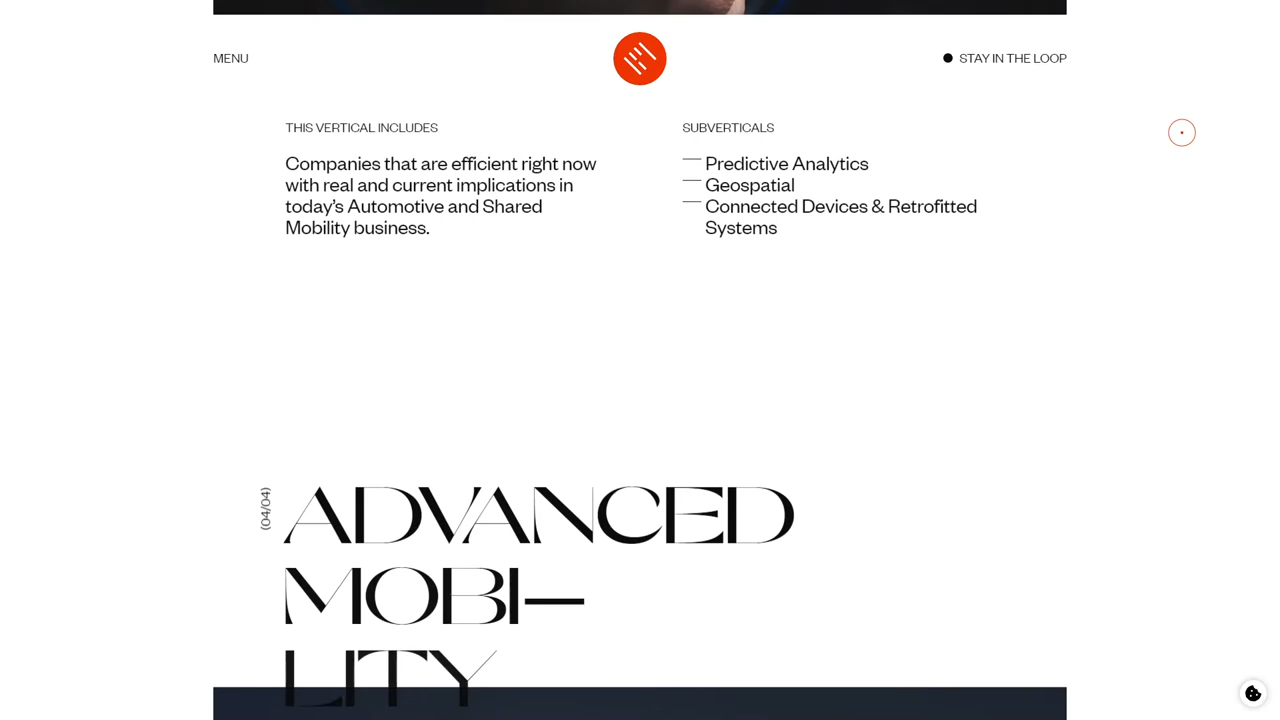 MENU
STAY IN THE LOOP
THIS VERTICAL INCLUDES
Companies that are efficient right now
with real and current implications in
today’s Automotive and Shared
Mobility business.
SUBVERTICALS
Predictive Analytics
Geospatial
Connected Devices & Retrofitted
Systems
(04/04)
ADVANCED
MOBI—
LITY